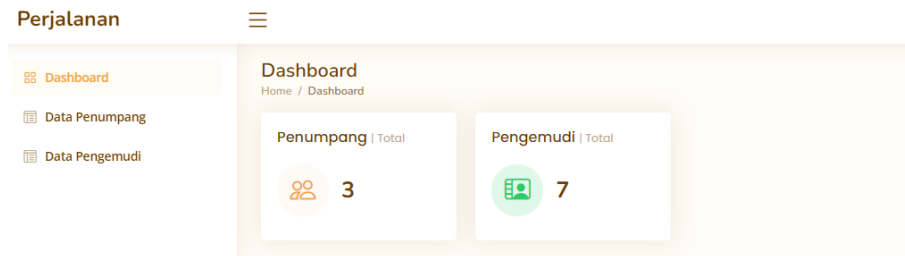 Perjalanan
Dashboard
Data Penumpang
Data Pengemudi
Dashboard
Home / Dashboard
Penumpang | Total
3
Pengemudi | Total
7